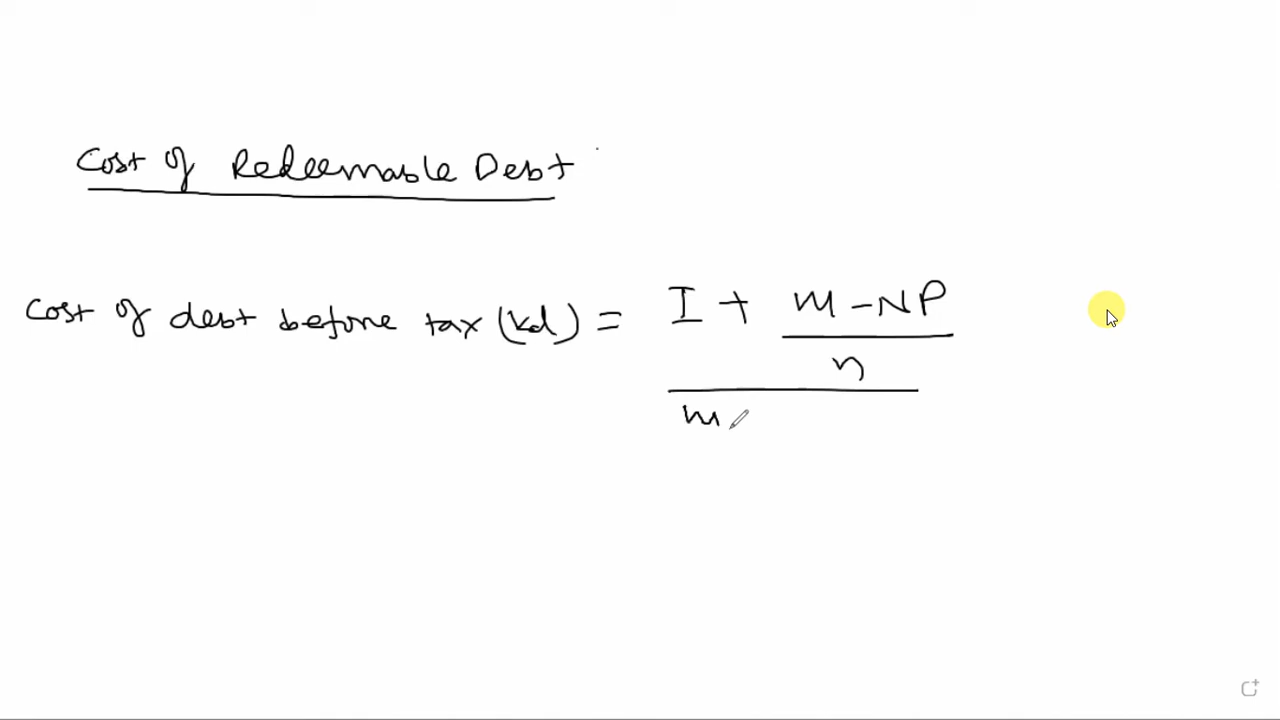 Cost of Redeemable Debt
Cost of debt before tax (kd) = I + m - NP
n
m